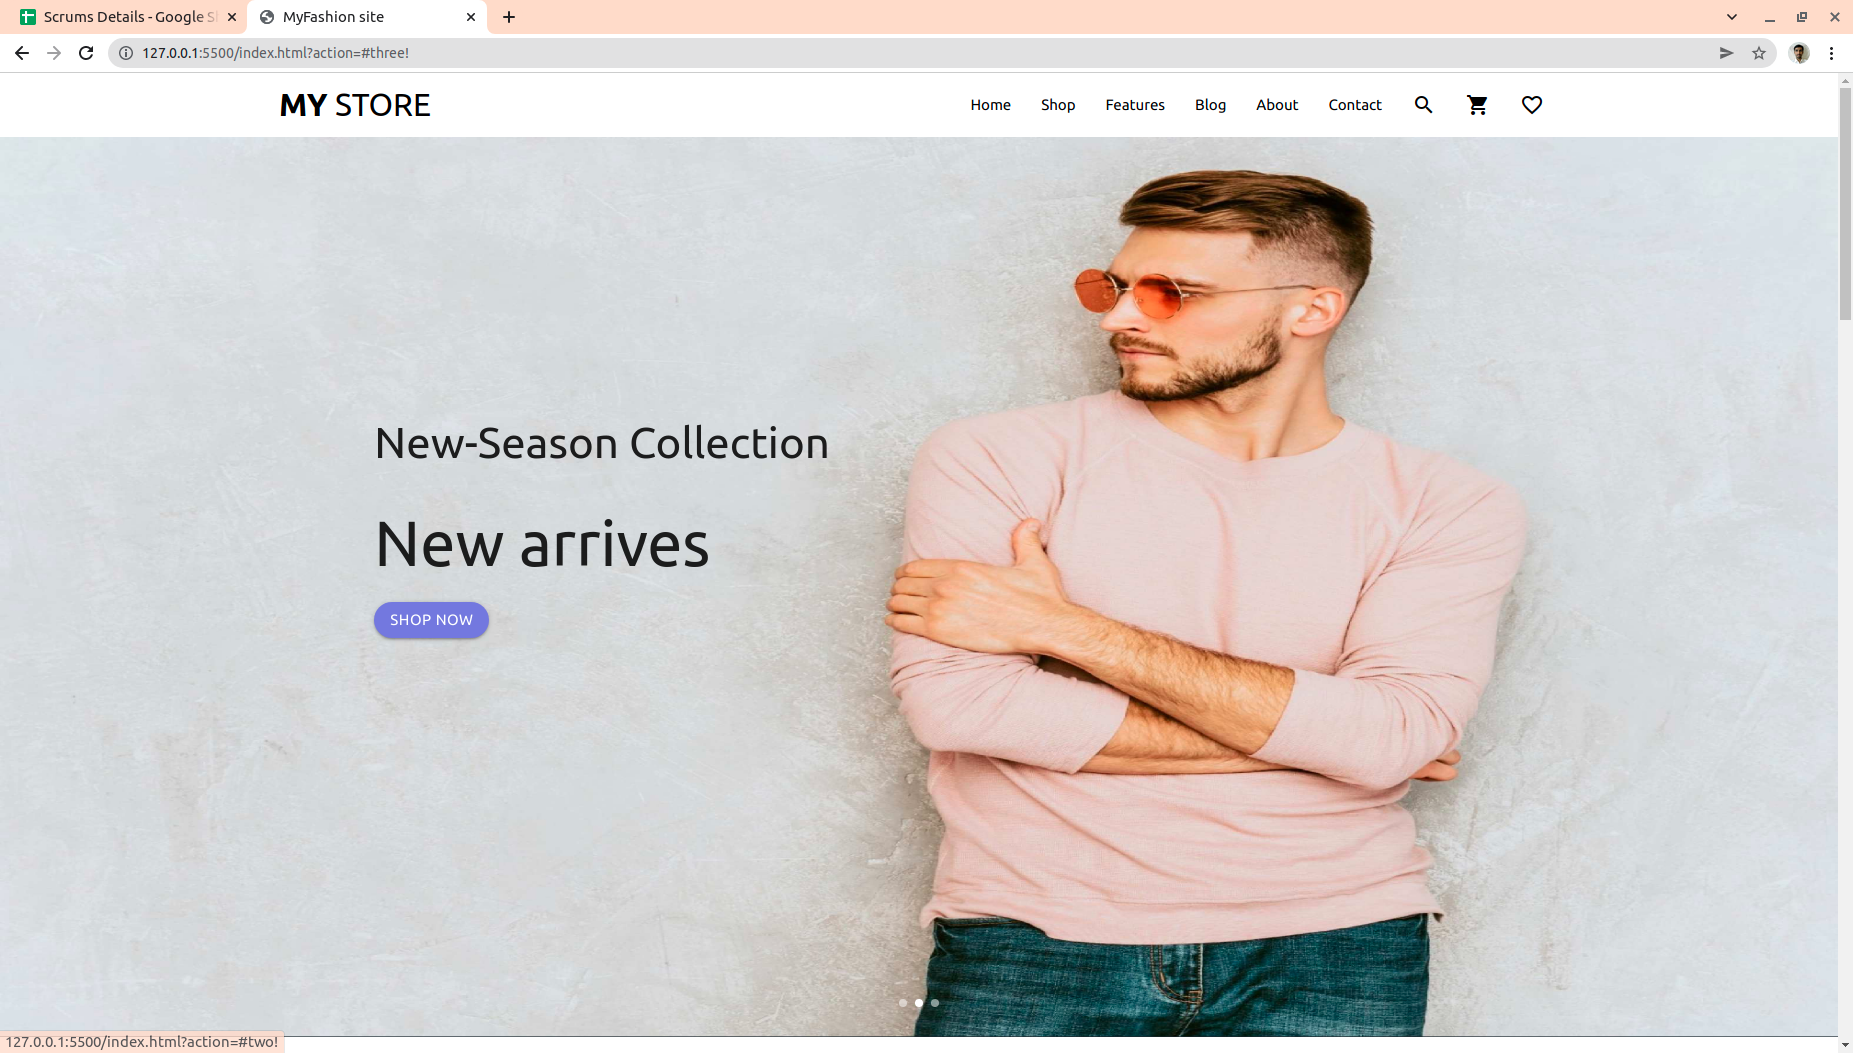 Scrums Details - Google S
MyFashion site
127.0.0.1:5500/index.html?action=#three!
MY STORE
Home
Shop
Features
Blog
About
Contact
New-Season Collection
New arrives
SHOP NOW
127.0.0.1:5500/index.html?action=#two!